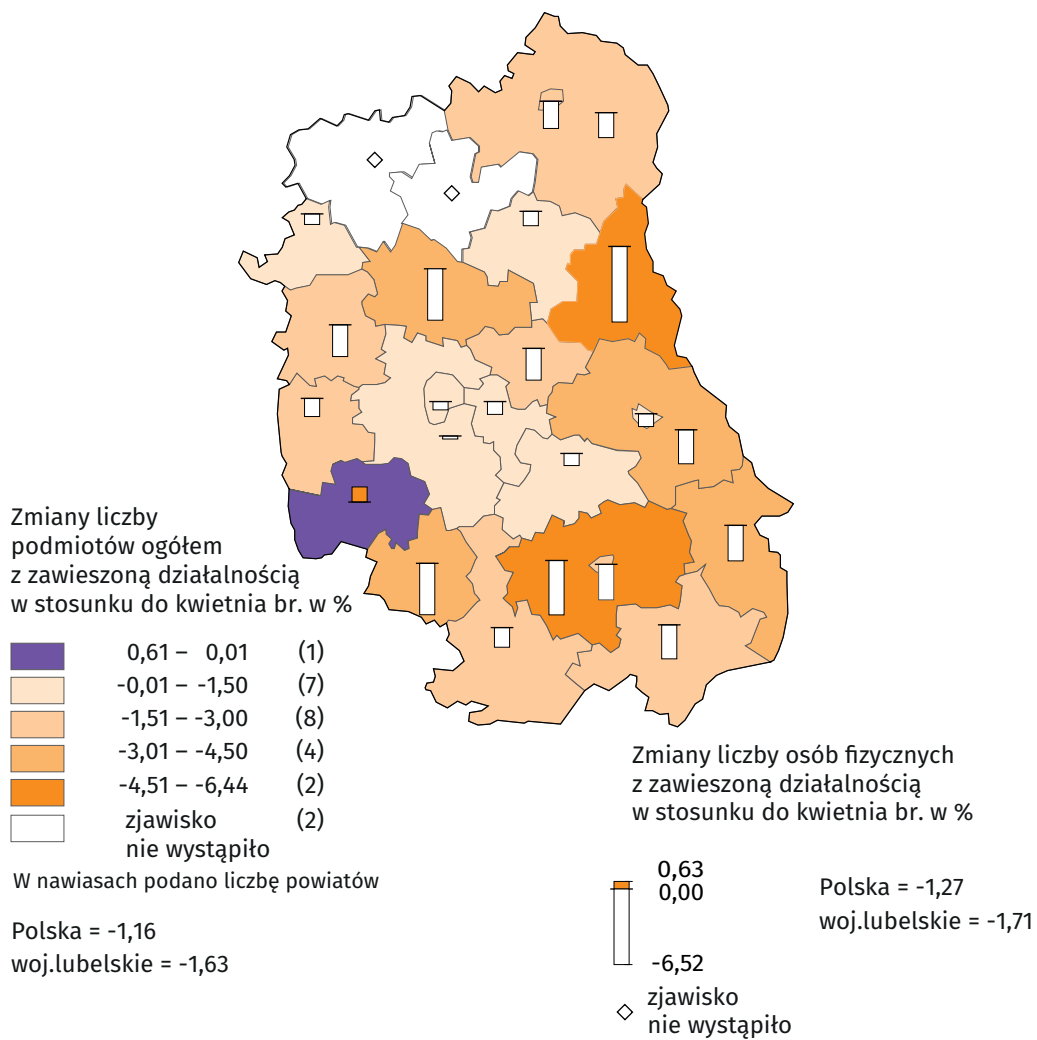 Zmiany liczby
podmiotów ogółem
z zawieszoną działalnością
w stosunku do kwietnia br. w %
0,61 – 0,01 (1)
-0,01 – -1,50 (7)
-1,51 – -3,00 (8)
-3,01 – -4,50 (4)
-4,51 – -6,44 (2)
zjawisko (2)
nie wystąpiło
W nawiasach podano liczbę powiatów
Polska = -1,16
woj.lubelskie = -1,63
Zmiany liczby osób fizycznych
z zawieszoną działalnością
w stosunku do kwietnia br. w %
0,63
0,00
-6,52
zjawisko
nie wystąpiło
Polska = -1,27
woj.lubelskie = -1,71